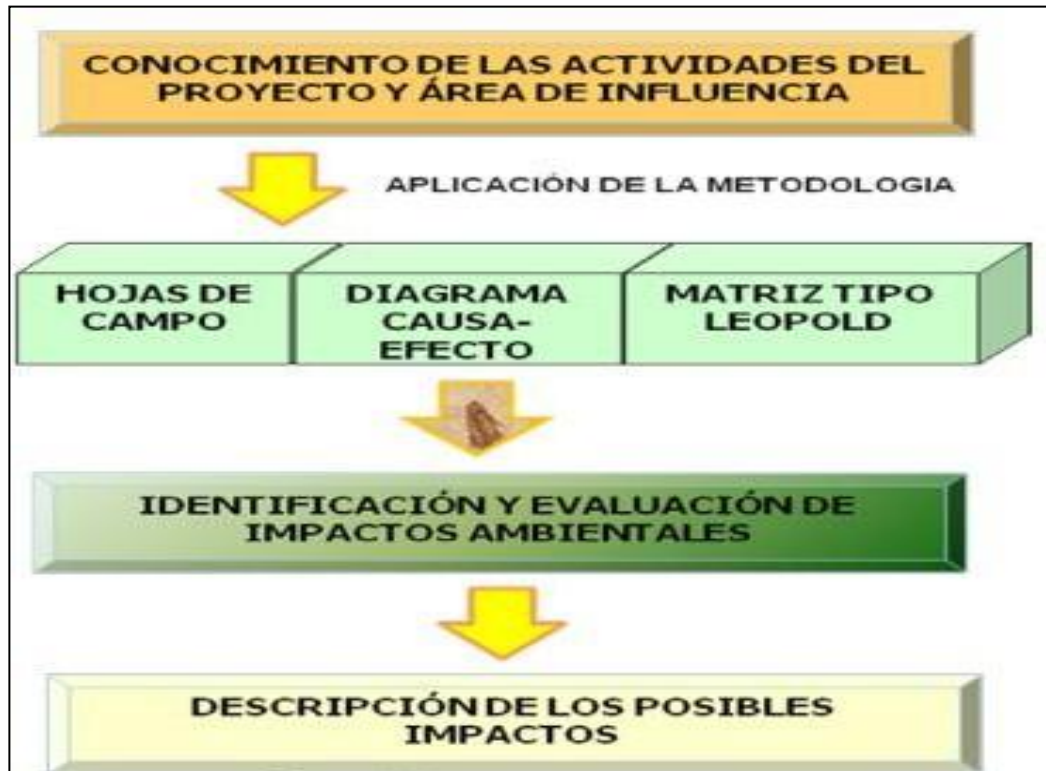 CONOCIMIENTO DE LAS ACTIVIDADES DEL
PROYECTO Y ÁREA DE INFLUENCIA
APLICACIÓN DE LA METODOLOGIA
HOJAS DE
CAMPO
DIAGRAMA
CAUSA-
EFECTO
MATRIZ TIPO
LEOPOLD
IDENTIFICACIÓN Y EVALUACIÓN DE
IMPACTOS AMBIENTALES
DESCRIPCIÓN DE LOS POSIBLES
IMPACTOS